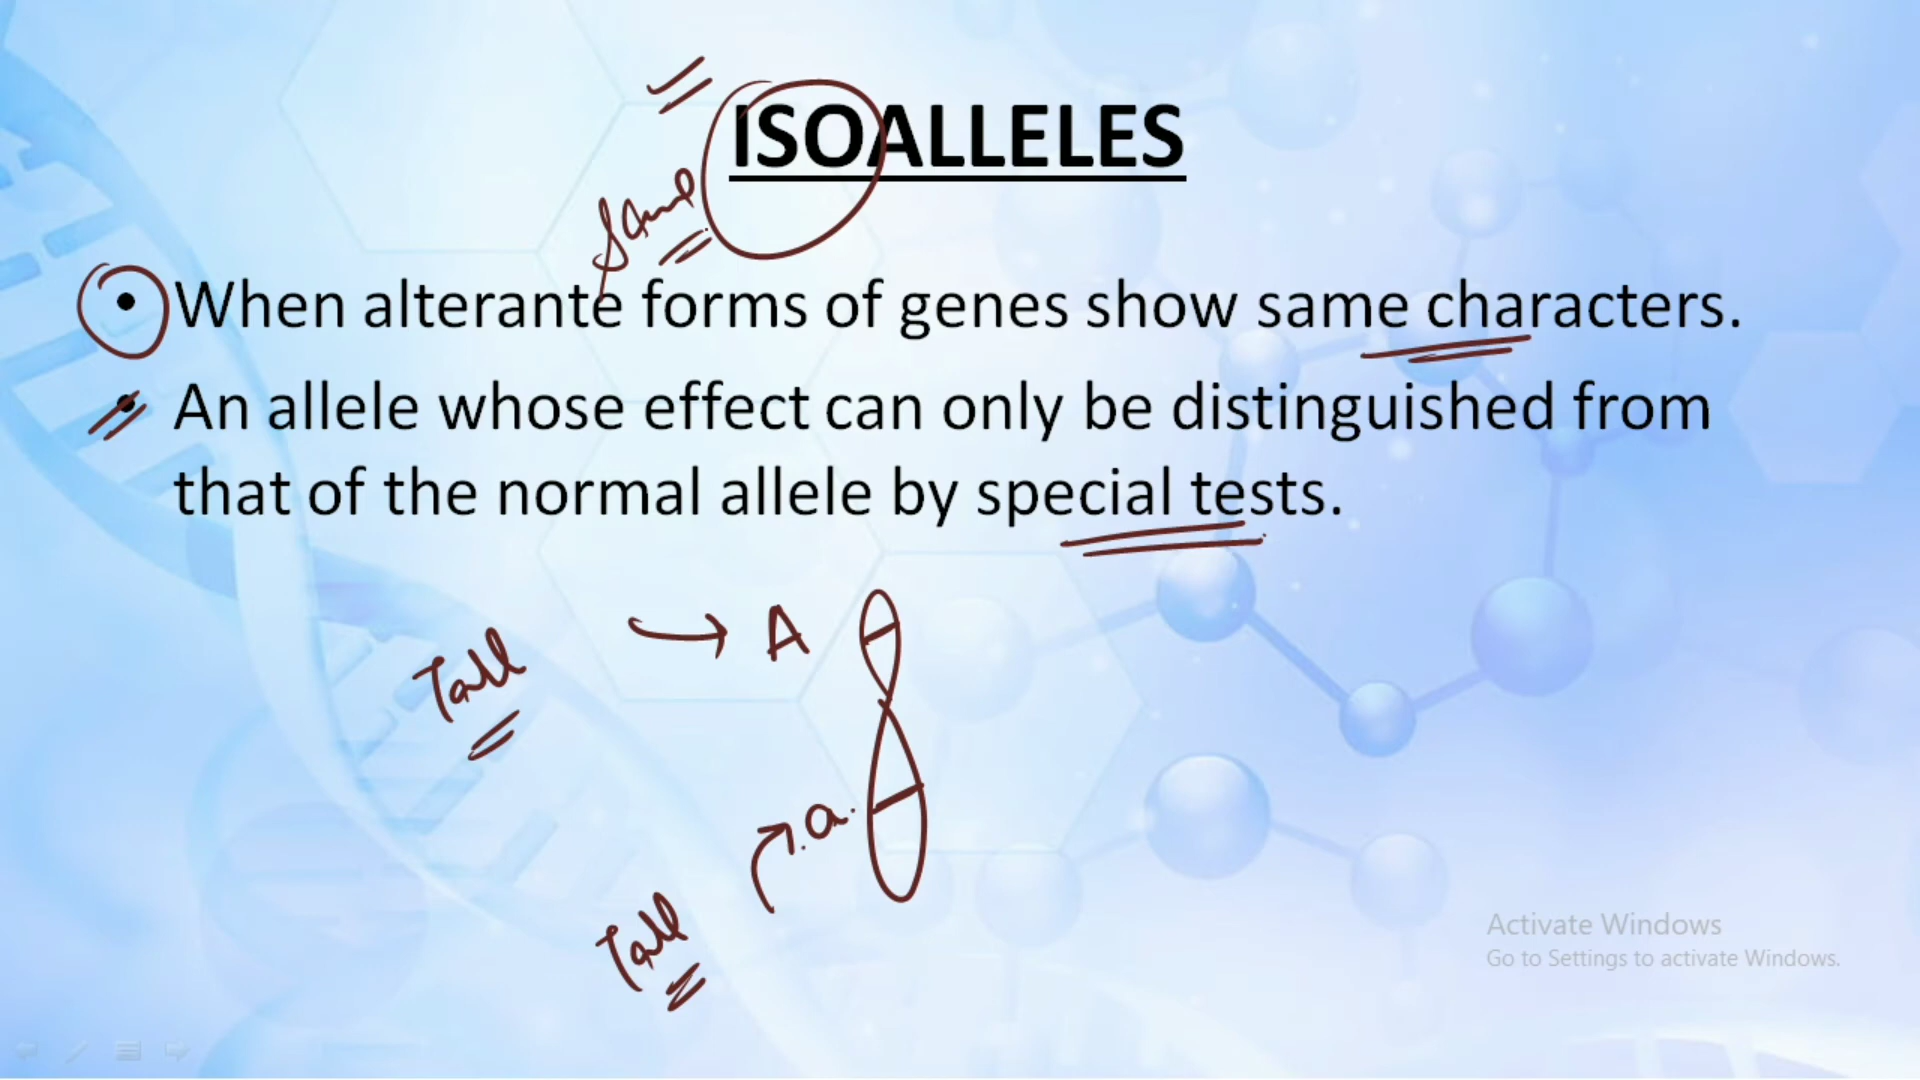 ISOALLELES
Same
• When alterante forms of genes show same characters.
• An allele whose effect can only be distinguished from
that of the normal allele by special tests.
Tall → A
a.
Tall
Activate Windows
Go to Settings to activate Windows.